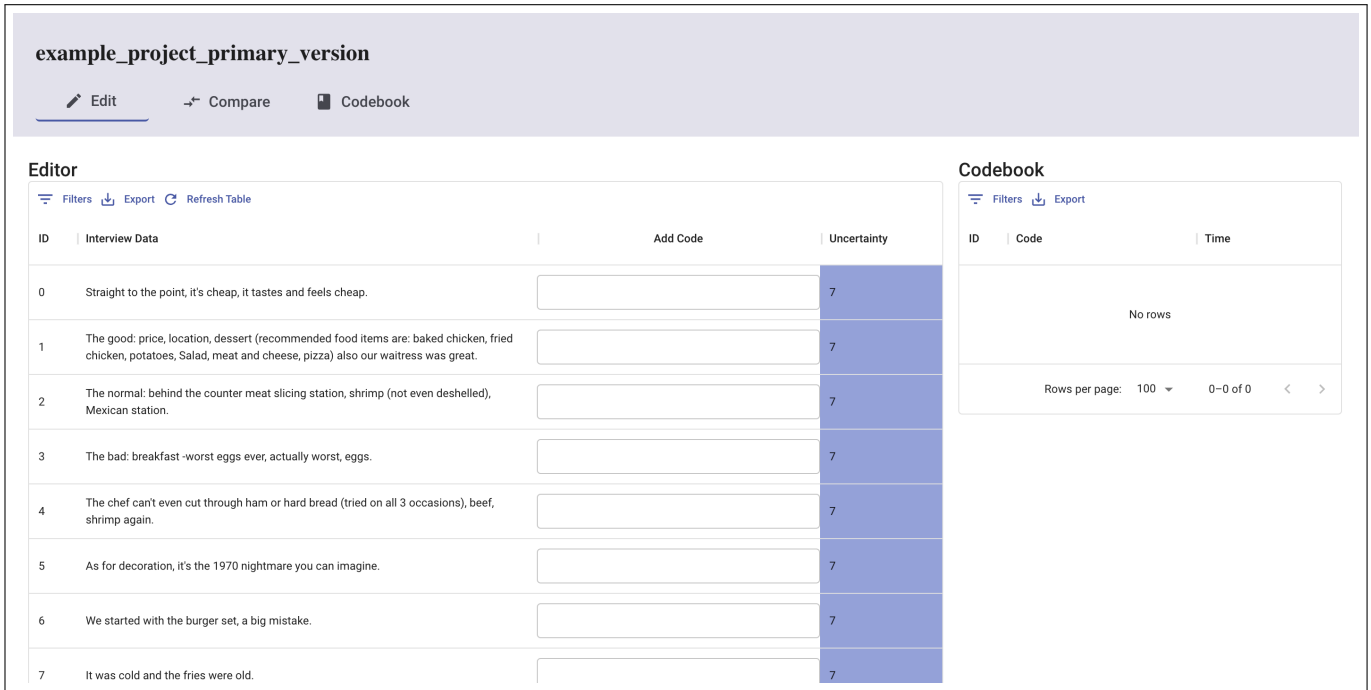 example_project_primary_version
Edit
Compare
Codebook
Editor
Filters
Export
Refresh Table
ID
Interview Data
Add Code
Uncertainty
0
Straight to the point, it's cheap, it tastes and feels cheap.
7
1
The good: price, location, dessert (recommended food items are: baked chicken, fried
chicken, potatoes, Salad, meat and cheese, pizza) also our waitress was great.
7
2
The normal: behind the counter meat slicing station, shrimp (not even deshelled),
Mexican station.
7
3
The bad: breakfast -worst eggs ever, actually worst, eggs.
7
4
The chef can't even cut through ham or hard bread (tried on all 3 occasions), beef,
shrimp again.
7
5
As for decoration, it's the 1970 nightmare you can imagine.
7
6
We started with the burger set, a big mistake.
7
7
It was cold and the fries were old.
7
Codebook
Filters
Export
ID
Code
Time
No rows
Rows per page: 100
0–0 of 0